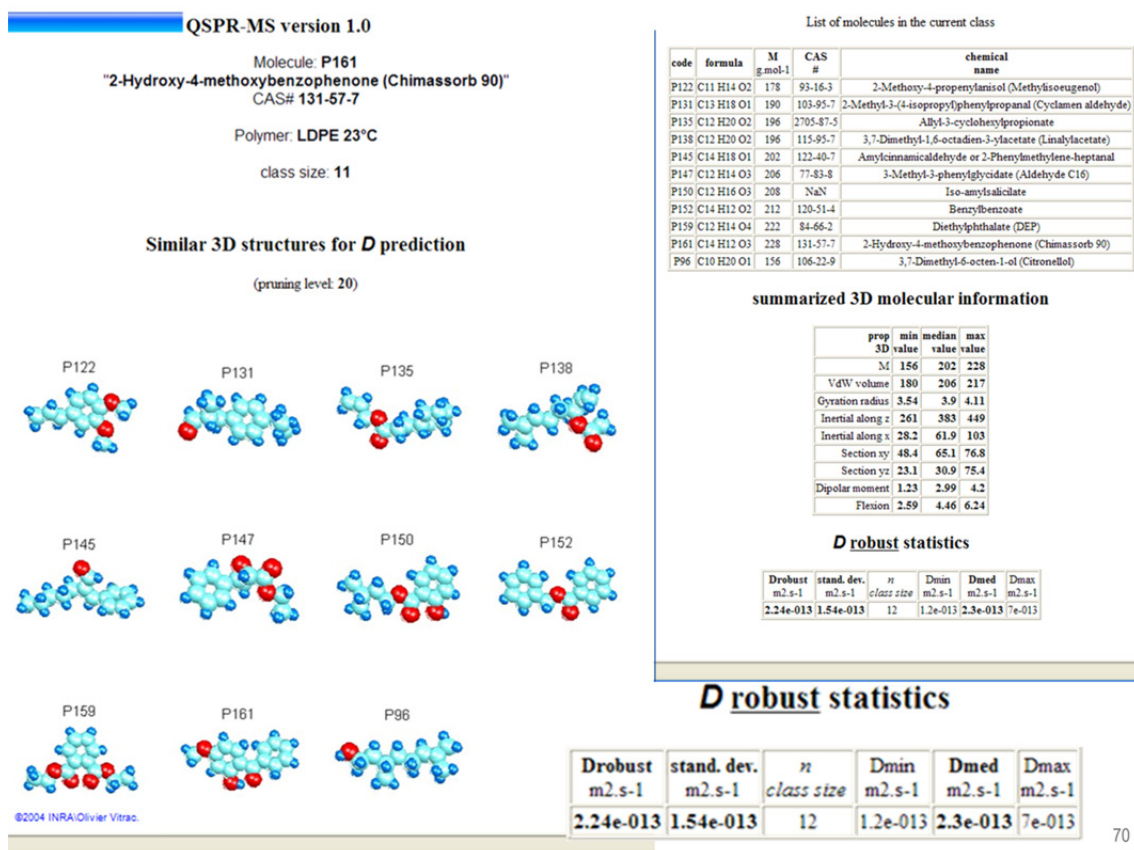 QSPR-MS version 1.0
Molecule: P161
"2-Hydroxy-4-methoxybenzophenone (Chimassorb 90)"
CAS# 131-57-7
Polymer: LDPE 23°C
class size: 11
Similar 3D structures for D prediction
(pruning level: 20)
P122 P131 P135 P138
P145 P147 P150 P152
P159 P161 P96
©2004 INRA\Olivier Vitrac.
List of molecules in the current class
code formula M g.mol-1 CAS # chemical name
P122 C11 H14 O2 178 93-16-3 2-Methoxy-4-propenylanisol (Methylisoeugenol)
P131 C13 H18 O1 190 103-95-7 2-Methyl-3-(4-isopropyl)phenylpropanal (Cyclamen aldehyde)
P135 C12 H20 O2 196 2705-87-5 Allyl-3-cyclohexylpropionate
P138 C12 H20 O2 196 115-95-7 3,7-Dimethyl-1,6-octadien-3-ylacetate (Linalylacetate)
P145 C14 H18 O1 202 122-40-7 Amylcinnamicaldehyde or 2-Phenylmethylene-heptanal
P147 C12 H14 O3 206 77-83-8 3-Methyl-3-phenylglycidate (Aldehyde C16)
P150 C12 H16 O3 208 NaN Iso-amylsalicilate
P152 C14 H12 O2 212 120-51-4 Benzylbenzoate
P159 C12 H14 O4 222 84-66-2 Diethylphthalate (DEP)
P161 C14 H12 O3 228 131-57-7 2-Hydroxy-4-methoxybenzophenone (Chimassorb 90)
P96 C10 H20 O1 156 106-22-9 3,7-Dimethyl-6-octen-1-ol (Citronellol)
summarized 3D molecular information
prop 3D min value median value max value
M 156 202 228
VdW volume 180 206 217
Gyration radius 3.54 3.9 4.11
Inertial along z 261 383 449
Inertial along x 28.2 61.9 103
Section xy 48.4 65.1 76.8
Section yz 23.1 30.9 75.4
Dipolar moment 1.23 2.99 4.2
Flexion 2.59 4.46 6.24
D robust statistics
Drobust stand. dev. n Dmin Dmed Dmax
m2.s-1 m2.s-1 class size m2.s-1 m2.s-1 m2.s-1
2.24e-013 1.54e-013 12 1.2e-013 2.3e-013 7e-013
D robust statistics
Drobust stand. dev. n Dmin Dmed Dmax
m2.s-1 m2.s-1 class size m2.s-1 m2.s-1 m2.s-1
2.24e-013 1.54e-013 12 1.2e-013 2.3e-013 7e-013
70